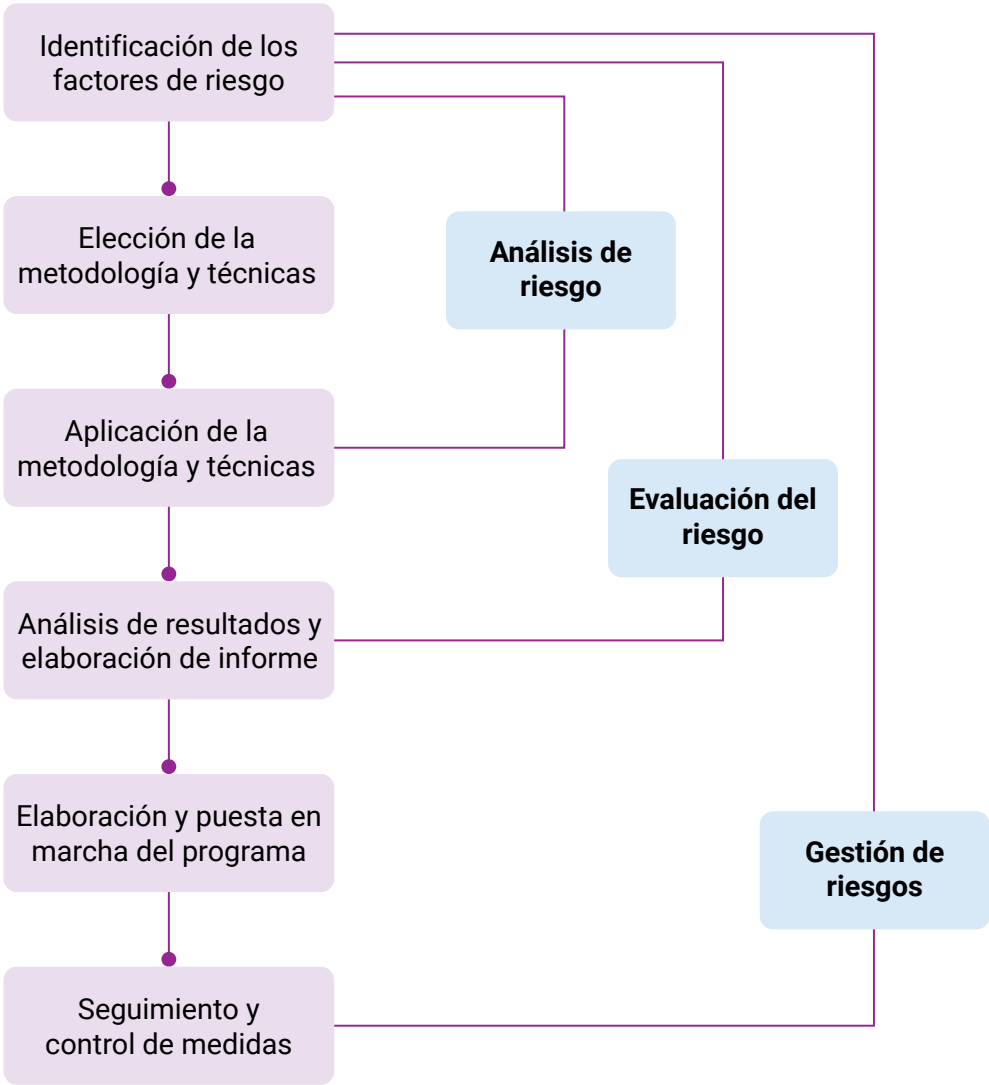 Identificación de los
factores de riesgo
Elección de la
metodología y técnicas
Análisis de
riesgo
Aplicación de la
metodología y técnicas
Evaluación del
riesgo
Análisis de resultados y
elaboración de informe
Elaboración y puesta en
marcha del programa
Gestión de
riesgos
Seguimiento y
control de medidas